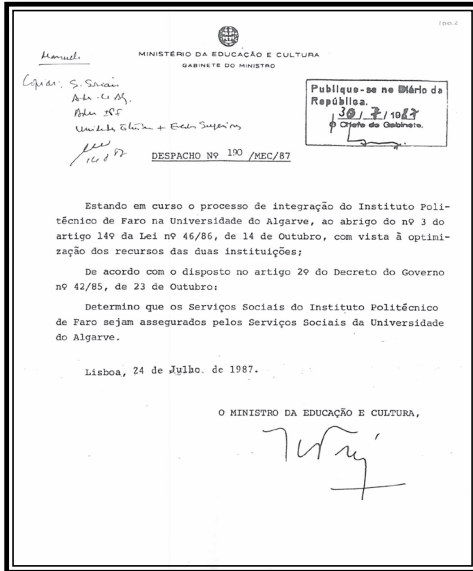 MINISTÉRIO DA EDUCAÇÃO E CULTURA
GABINETE DO MINISTRO
Publique-se no Diário da
República.
30 / 7 / 1987
O Chefe do Gabinete.
DESPACHO Nº 190 /MEC/87
Estando em curso o processo de integração do Instituto Poli-
técnico de Faro na Universidade do Algarve, ao abrigo do nº 3 do
artigo 14º da Lei nº 46/86, de 14 de Outubro, com vista à optimi-
zação dos recursos das duas instituições;
De acordo com o disposto no artigo 2º do Decreto do Governo
nº 42/85, de 23 de Outubro:
Determino que os Serviços Sociais do Instituto Politécnico
de Faro sejam assegurados pelos Serviços Sociais da Universidade
do Algarve.
Lisboa, 24 de Julho de 1987.
O MINISTRO DA EDUCAÇÃO E CULTURA,